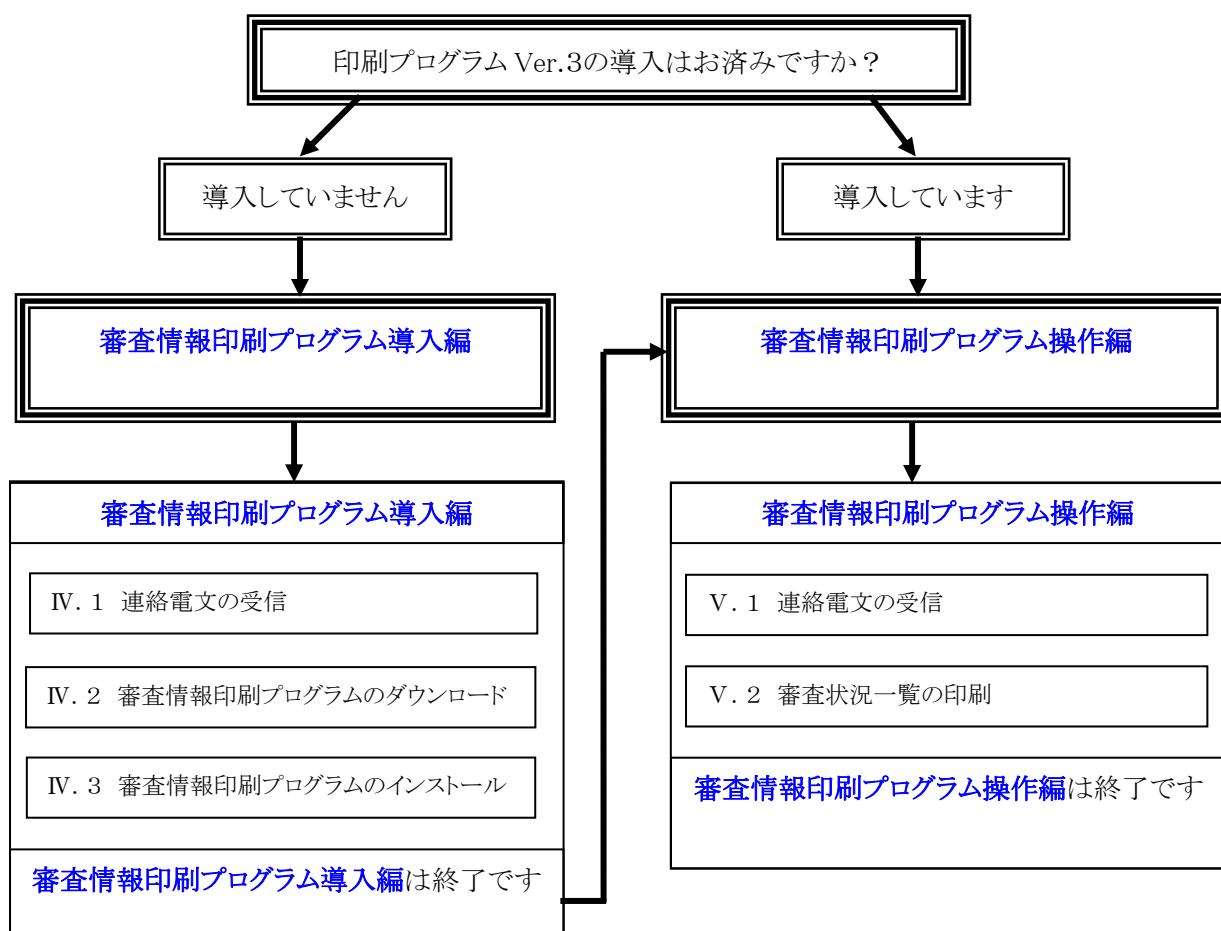 印刷プログラム Ver.3の導入はお済みですか？
導入していません
導入しています
審査情報印刷プログラム導入編
審査情報印刷プログラム操作編
審査情報印刷プログラム導入編
Ⅳ.1 連絡電文の受信
Ⅳ.2 審査情報印刷プログラムのダウンロード
Ⅳ.3 審査情報印刷プログラムのインストール
審査情報印刷プログラム導入編は終了です
審査情報印刷プログラム操作編
Ⅴ.1 連絡電文の受信
Ⅴ.2 審査状況一覧の印刷
審査情報印刷プログラム操作編は終了です